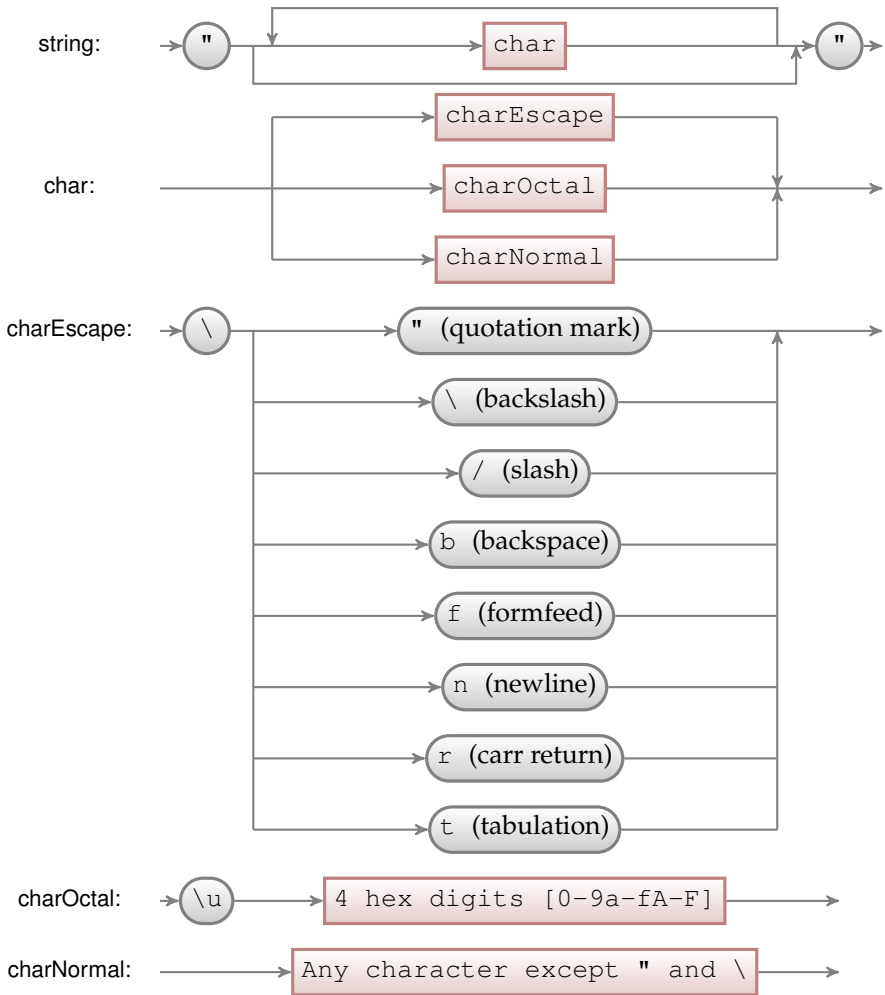 string: " char "
charEscape
char: charOctal
charNormal
charEscape: \ " (quotation mark)
\ (backslash)
/ (slash)
b (backspace)
f (formfeed)
n (newline)
r (carr return)
t (tabulation)
charOctal: \u 4 hex digits [0-9a-fA-F]
charNormal: Any character except " and \